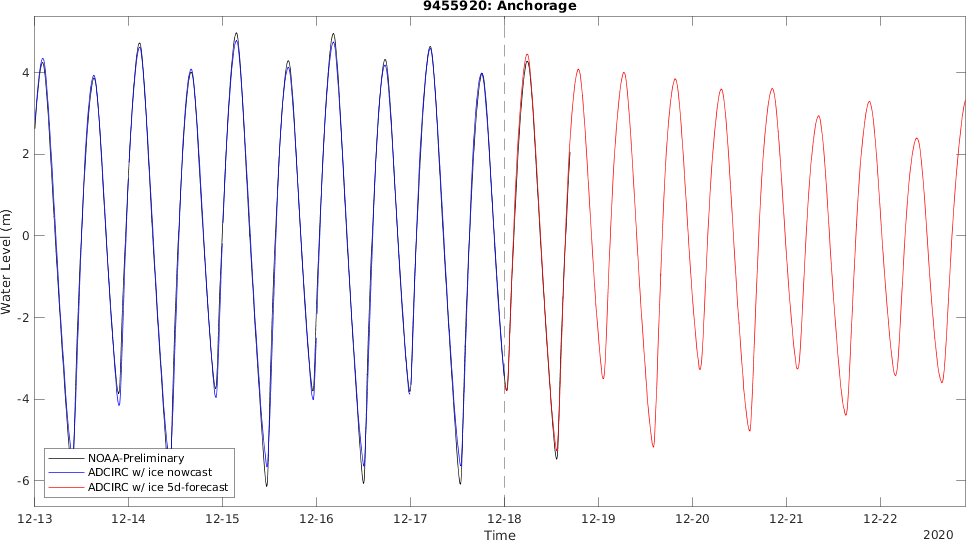 9455920: Anchorage
Water Level (m)
4
2
0
-2
-4
-6
NOAA-Preliminary
ADCIRC w/ ice nowcast
ADCIRC w/ ice 5d-forecast
12-13 12-14 12-15 12-16 12-17 12-18 12-19 12-20 12-21 12-22
Time
2020